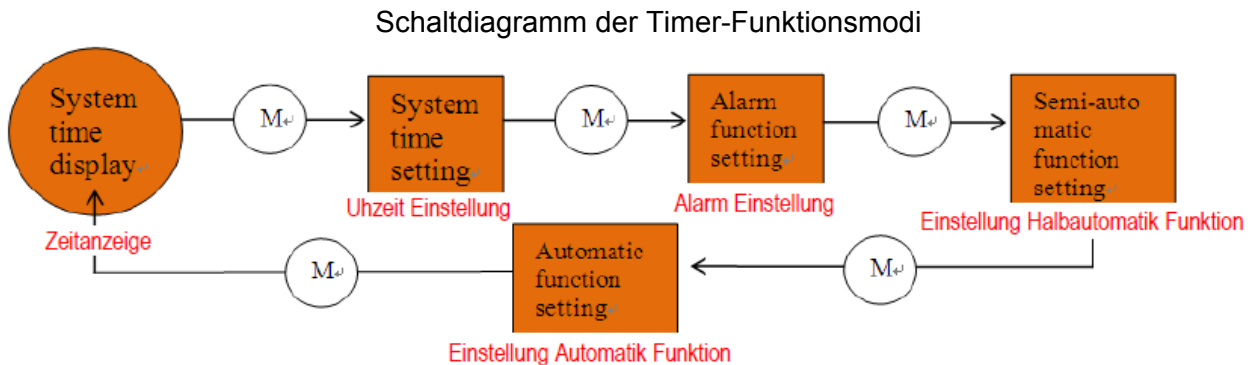 Schaltdiagramm der Timer-Funktionsmodi
System
time
display
M
System
time
setting
Uhzeit Einstellung
M
Alarm
function
setting
Alarm Einstellung
M
Semi-auto
matic
function
setting
Einstellung Halbautomatik Funktion
M
Automatic
function
setting
Einstellung Automatik Funktion
M
Zeitanzeige